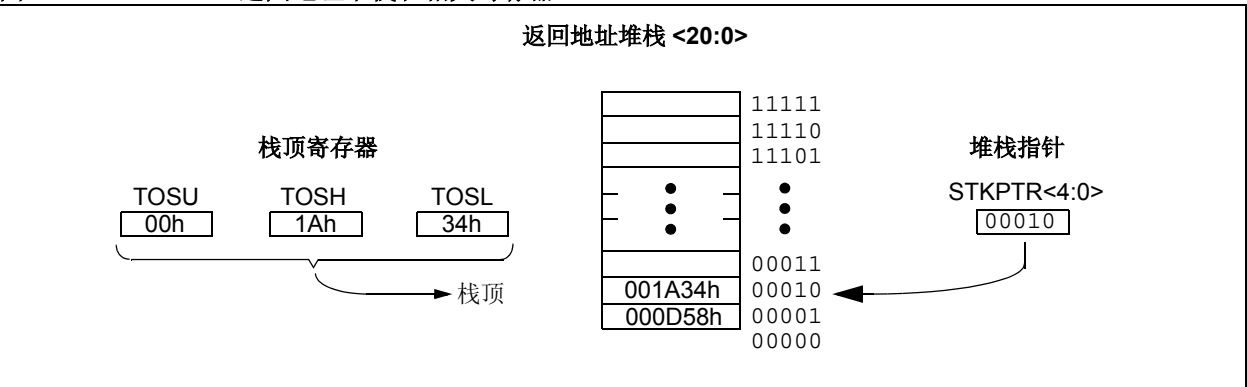 返回地址堆栈 <20:0>
栈顶寄存器
TOSU TOSH TOSL
00h 1Ah 34h
栈顶
11111
11110
11101
00011
001A34h 00010
000D58h 00001
00000
堆栈指针
STKPTR<4:0>
00010